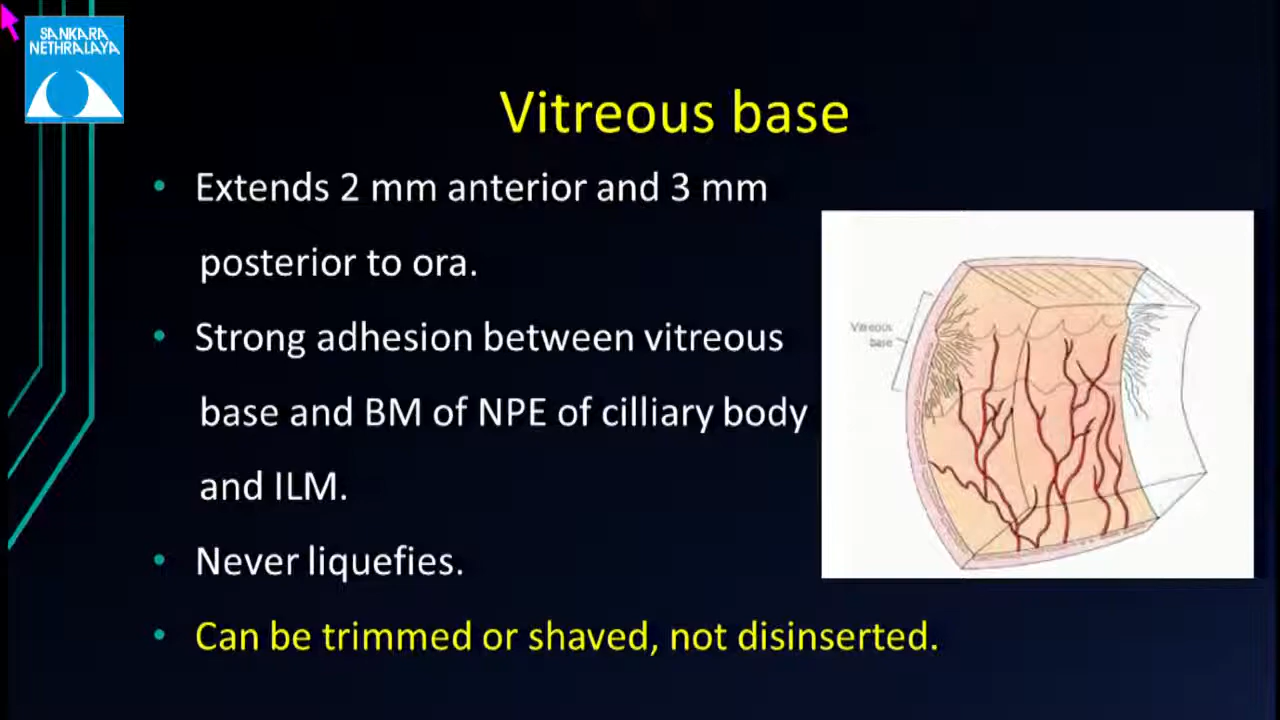 SANKARA
NETHRALAYA
Vitreous base
• Extends 2 mm anterior and 3 mm
posterior to ora.
• Strong adhesion between vitreous
base and BM of NPE of cilliary body
and ILM.
• Never liquefies.
• Can be trimmed or shaved, not disinserted.
Vitreous
base